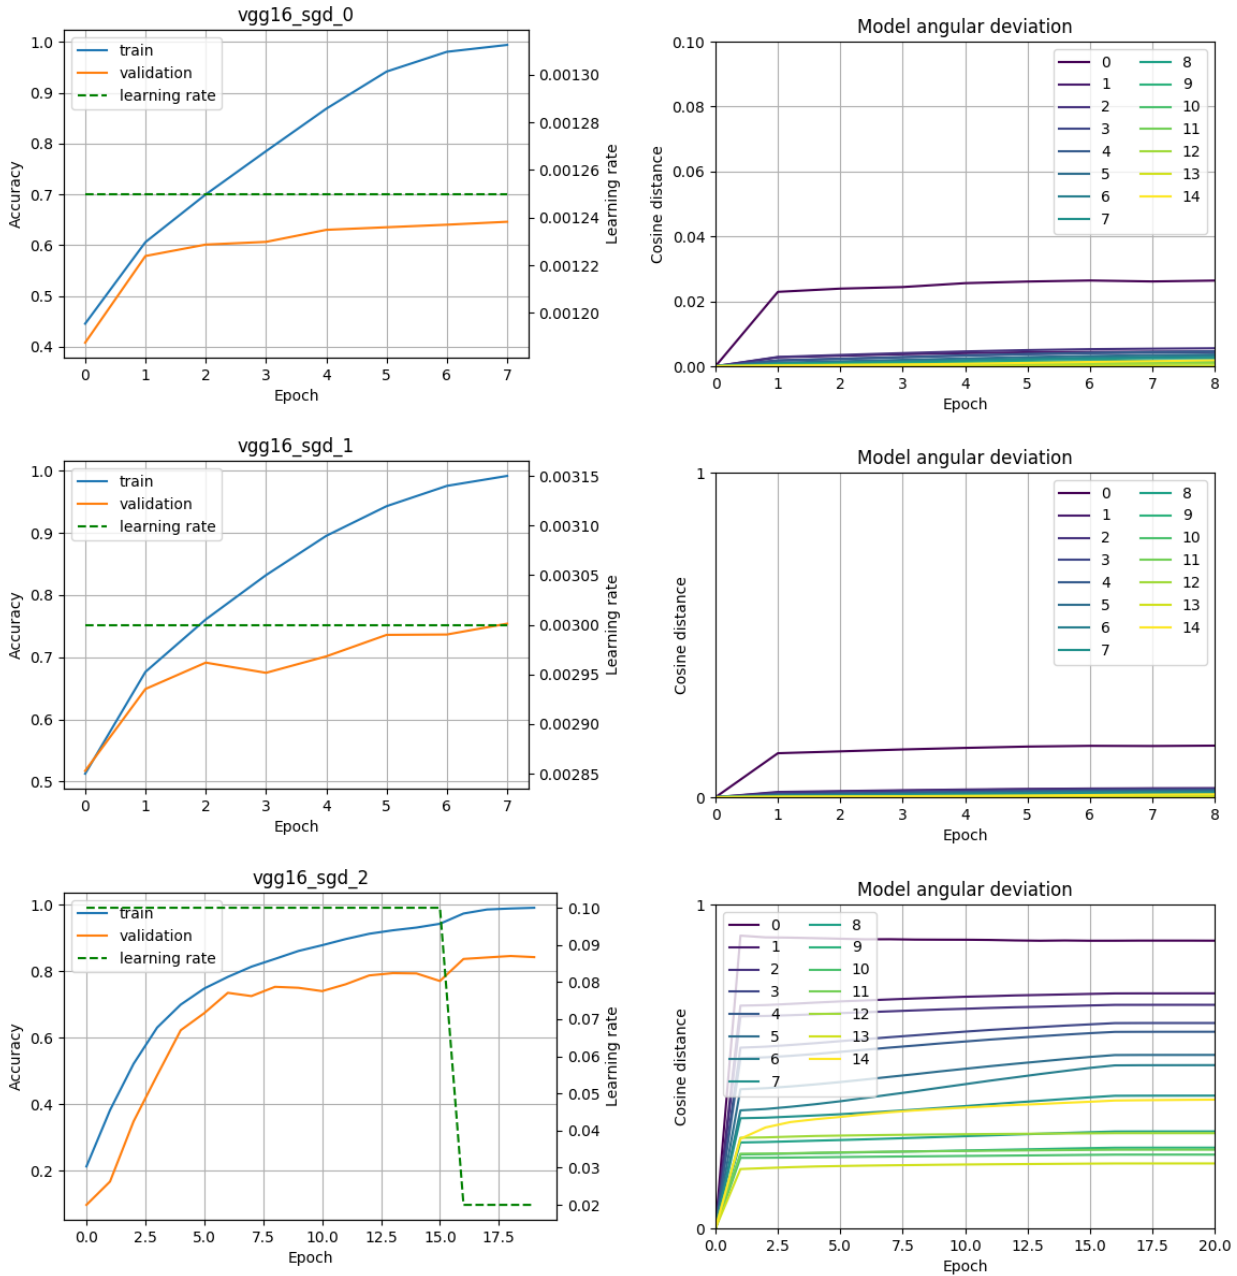 vgg16_sgd_0
1.0
0.9
0.8
0.7
0.6
0.5
0.4
Accuracy
train
validation
learning rate
0.00130
0.00128
0.00126
0.00124
0.00122
0.00120
Learning rate
0 1 2 3 4 5 6 7
Epoch
Model angular deviation
0.10
0.08
0.06
0.04
0.02
0.00
Cosine distance
0 8
1 9
2 10
3 11
4 12
5 13
6 14
7
0 1 2 3 4 5 6 7 8
Epoch
vgg16_sgd_1
1.0
0.9
0.8
0.7
0.6
0.5
Accuracy
train
validation
learning rate
0.00315
0.00310
0.00305
0.00300
0.00295
0.00290
0.00285
Learning rate
0 1 2 3 4 5 6 7
Epoch
Model angular deviation
1
0
Cosine distance
0 8
1 9
2 10
3 11
4 12
5 13
6 14
7
0 1 2 3 4 5 6 7 8
Epoch
vgg16_sgd_2
1.0
0.8
0.6
0.4
0.2
Accuracy
train
validation
learning rate
0.10
0.09
0.08
0.07
0.06
0.05
0.04
0.03
0.02
Learning rate
0.0 2.5 5.0 7.5 10.0 12.5 15.0 17.5
Epoch
Model angular deviation
1
0
Cosine distance
0 8
1 9
2 10
3 11
4 12
5 13
6 14
7
0.0 2.5 5.0 7.5 10.0 12.5 15.0 17.5 20.0
Epoch